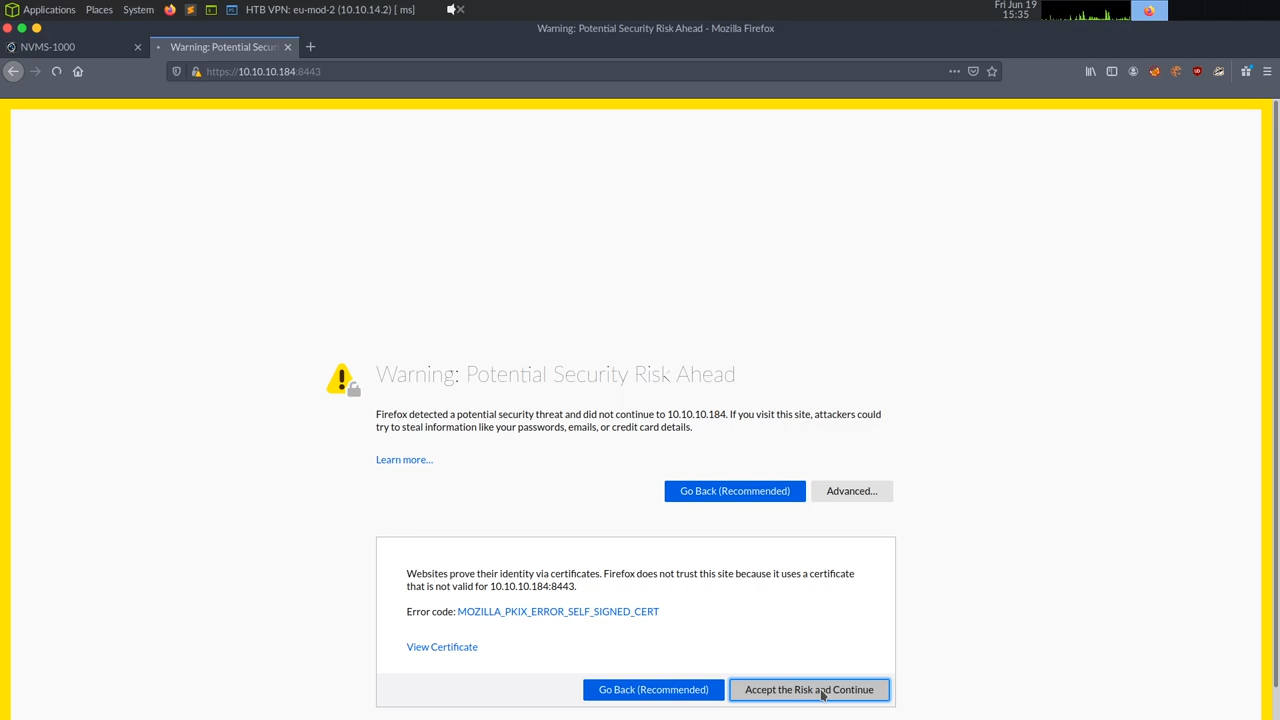 Applications Places System HTB VPN: eu-mod-2 (10.10.14.2) [ ms] Fri Jun 19
15:35
Warning: Potential Security Risk Ahead - Mozilla Firefox
NVMS-1000 Warning: Potential Secur
https://10.10.10.184:8443
Warning: Potential Security Risk Ahead
Firefox detected a potential security threat and did not continue to 10.10.10.184. If you visit this site, attackers could
try to steal information like your passwords, emails, or credit card details.
Learn more…
Go Back (Recommended) Advanced…
Websites prove their identity via certificates. Firefox does not trust this site because it uses a certificate
that is not valid for 10.10.10.184:8443.
Error code: MOZILLA_PKIX_ERROR_SELF_SIGNED_CERT
View Certificate
Go Back (Recommended) Accept the Risk and Continue